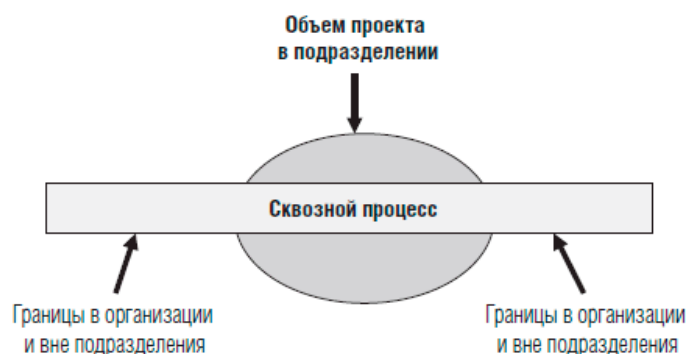 Объем проекта
в подразделении
Сквозной процесс
Границы в организации
и вне подразделения
Границы в организации
и вне подразделения